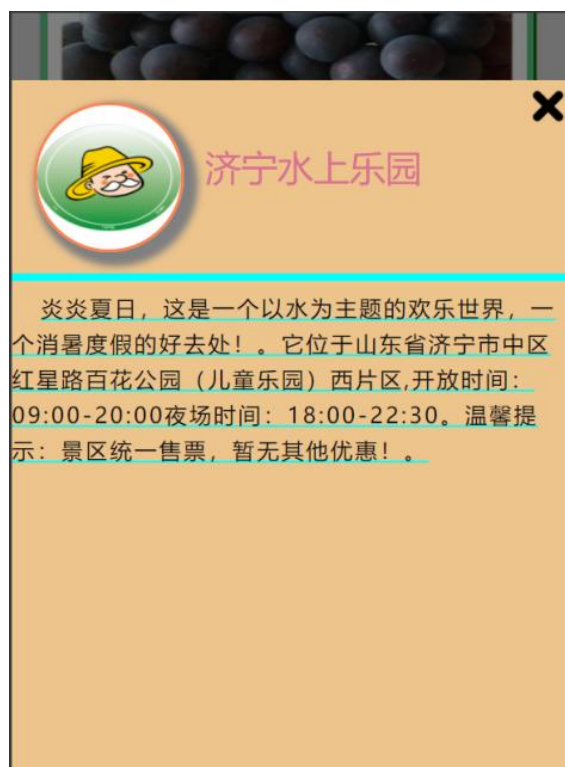 济宁水上乐园
炎炎夏日，这是一个以水为主题的欢乐世界，一
个消暑度假的好去处！。它位于山东省济宁市中区
红星路百花公园（儿童乐园）西片区,开放时间：
09:00-20:00夜场时间：18:00-22:30。温馨提
示：景区统一售票，暂无其他优惠！。